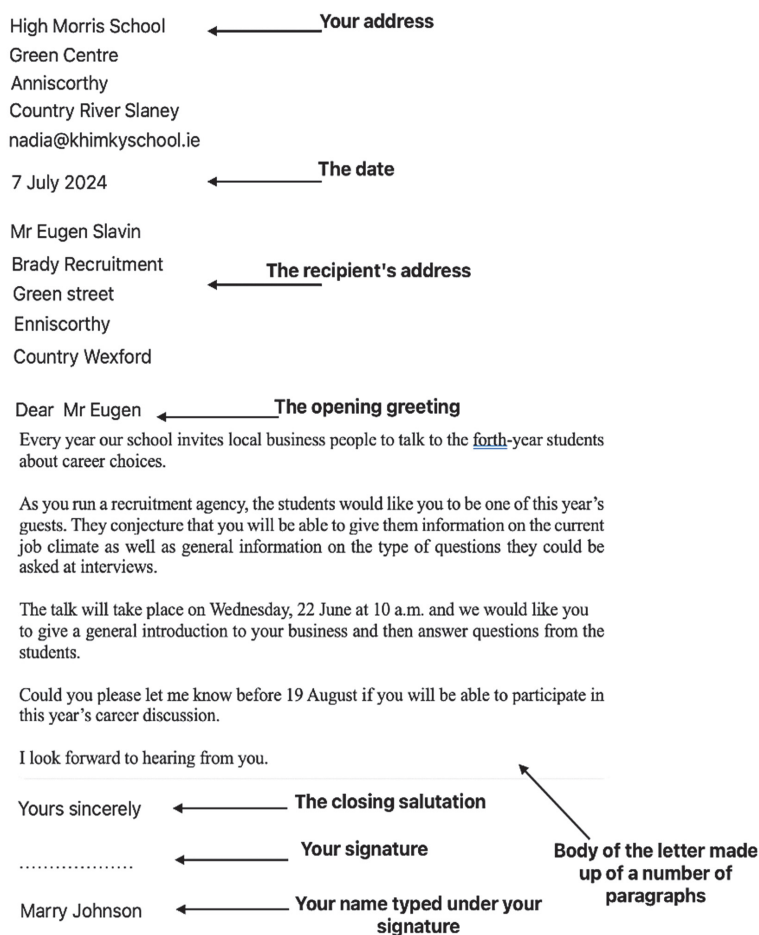 High Morris School
Your address
Green Centre
Anniscorthy
Country River Slaney
nadia@khimkyschool.ie
7 July 2024
The date
Mr Eugen Slavin
Brady Recruitment
The recipient's address
Green street
Enniscorthy
Country Wexford
Dear Mr Eugen
The opening greeting
Every year our school invites local business people to talk to the forth-year students
about career choices.
As you run a recruitment agency, the students would like you to be one of this year's
guests. They conjecture that you will be able to give them information on the current
job climate as well as general information on the type of questions they could be
asked at interviews.
The talk will take place on Wednesday, 22 June at 10 a.m. and we would like you
to give a general introduction to your business and then answer questions from the
students.
Could you please let me know before 19 August if you will be able to participate in
this year's career discussion.
I look forward to hearing from you.
Yours sincerely
The closing salutation
...................
Your signature
Body of the letter made
up of a number of
paragraphs
Marry Johnson
Your name typed under your
signature